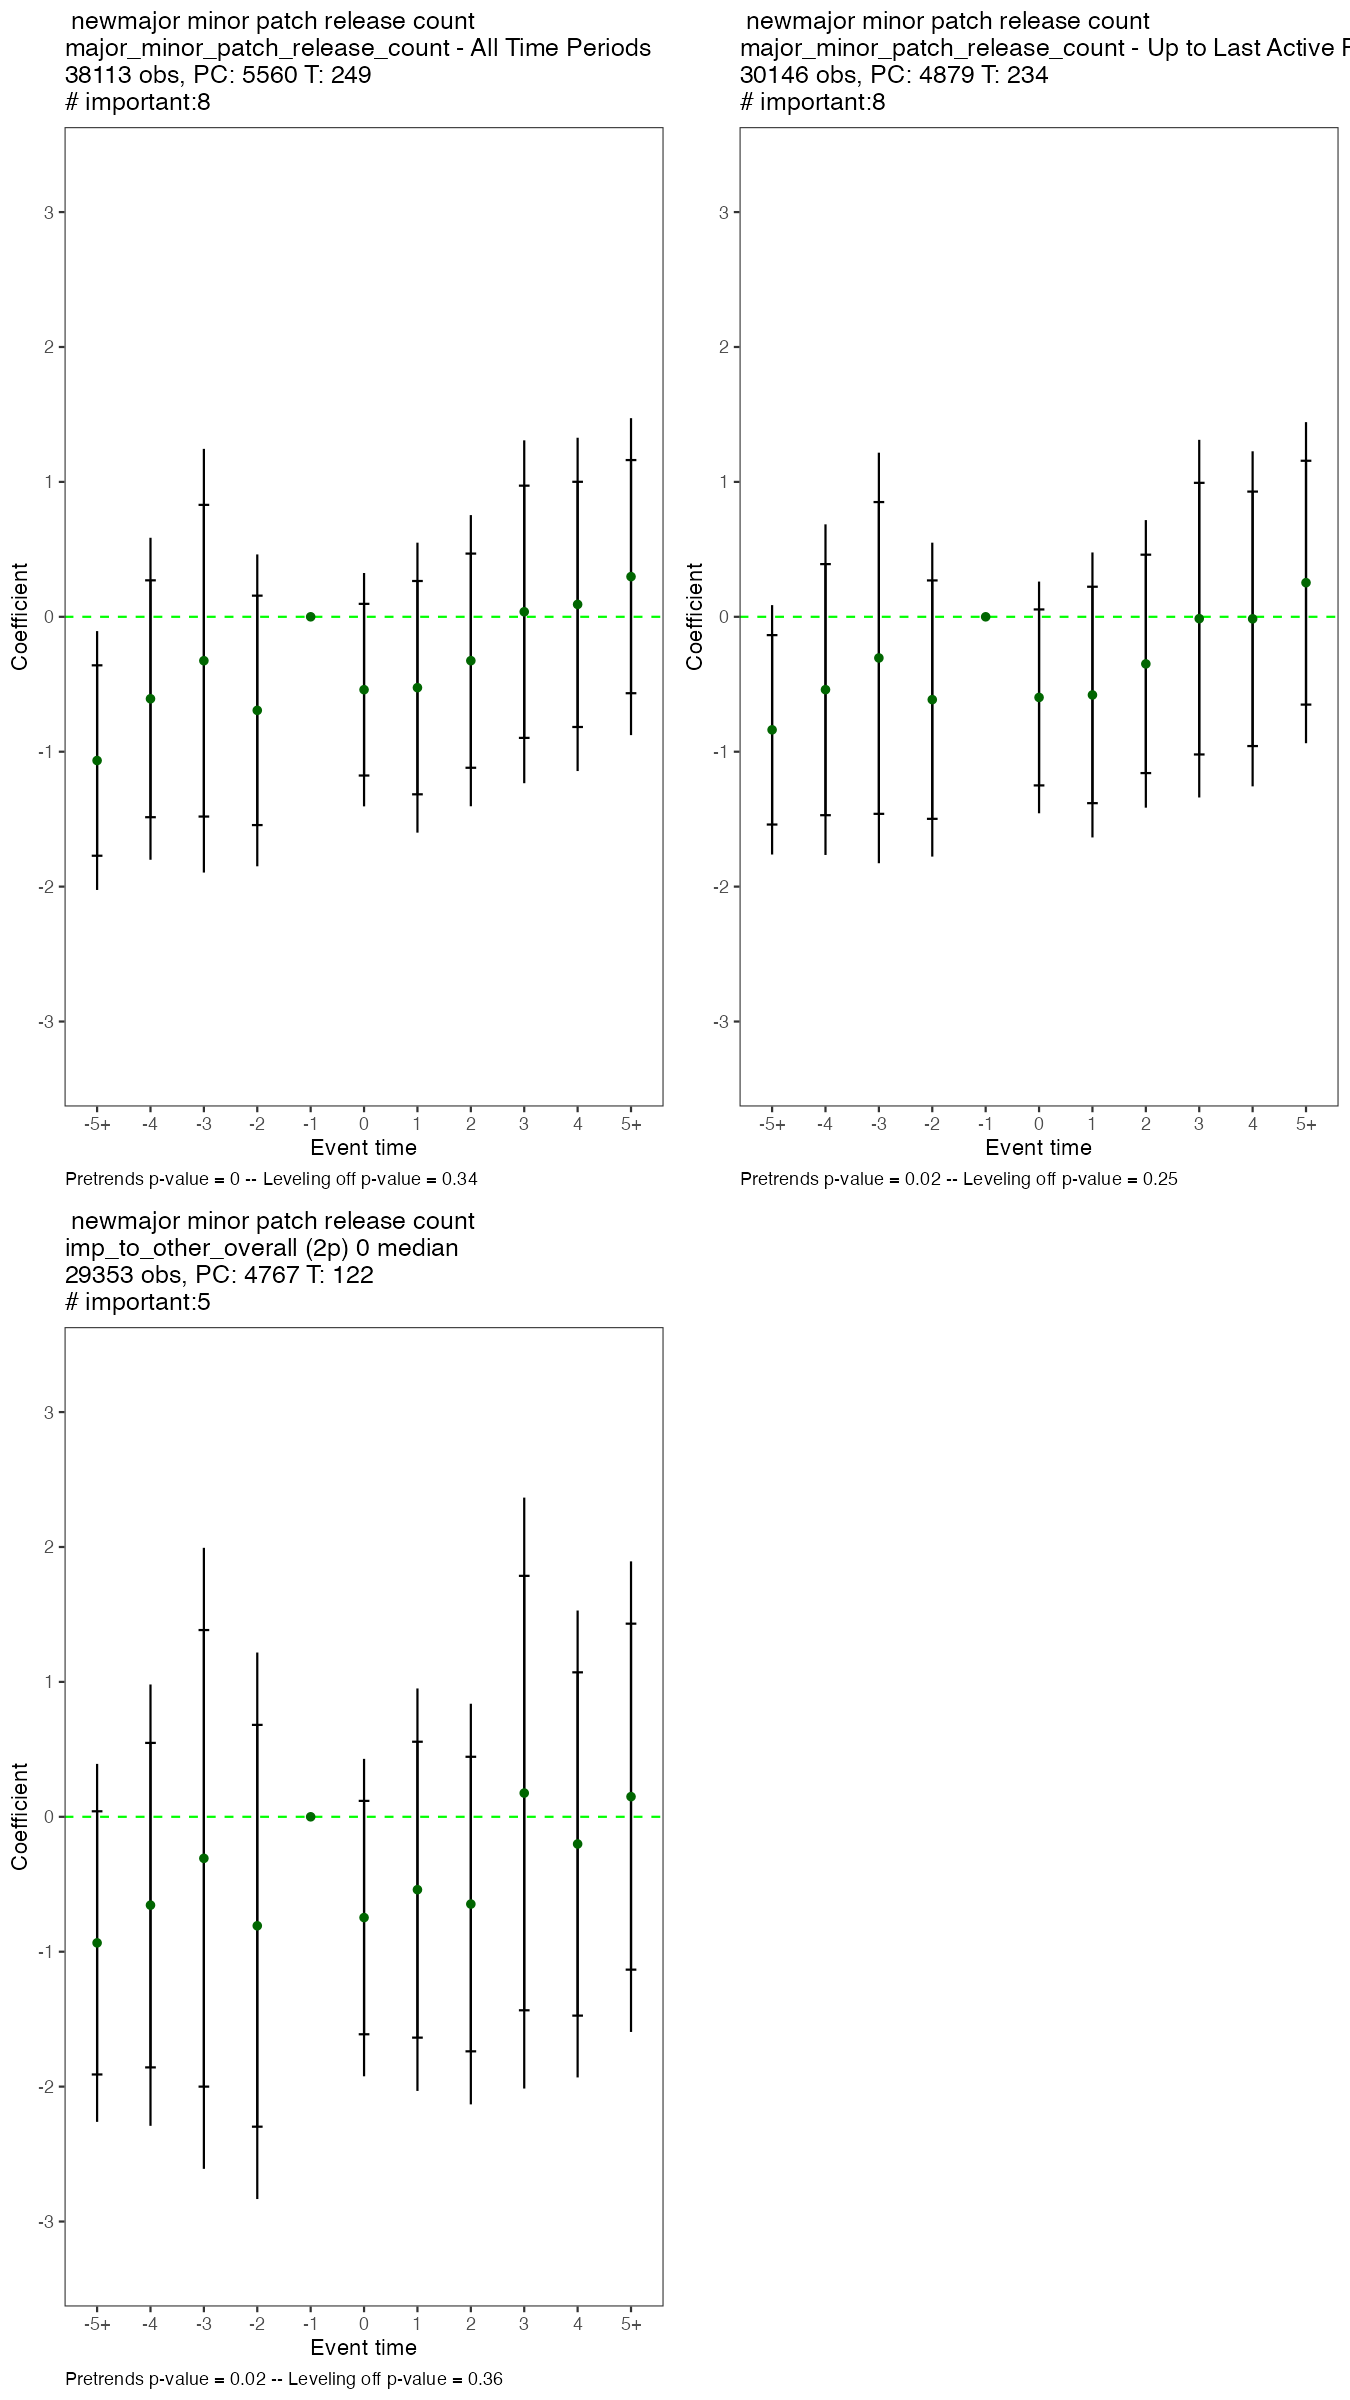 newmajor minor patch release count
major_minor_patch_release_count - All Time Periods
38113 obs, PC: 5560 T: 249
# important:8
3
2
1
0
-1
-2
-3
Coefficient
-5+ -4 -3 -2 -1 0 1 2 3 4 5+
Event time
Pretrends p-value = 0 -- Leveling off p-value = 0.34
newmajor minor patch release count
major_minor_patch_release_count - Up to Last Active
30146 obs, PC: 4879 T: 234
# important:8
3
2
1
0
-1
-2
-3
Coefficient
-5+ -4 -3 -2 -1 0 1 2 3 4 5+
Event time
Pretrends p-value = 0.02 -- Leveling off p-value = 0.25
newmajor minor patch release count
imp_to_other_overall (2p) 0 median
29353 obs, PC: 4767 T: 122
# important:5
3
2
1
0
-1
-2
-3
Coefficient
-5+ -4 -3 -2 -1 0 1 2 3 4 5+
Event time
Pretrends p-value = 0.02 -- Leveling off p-value = 0.36